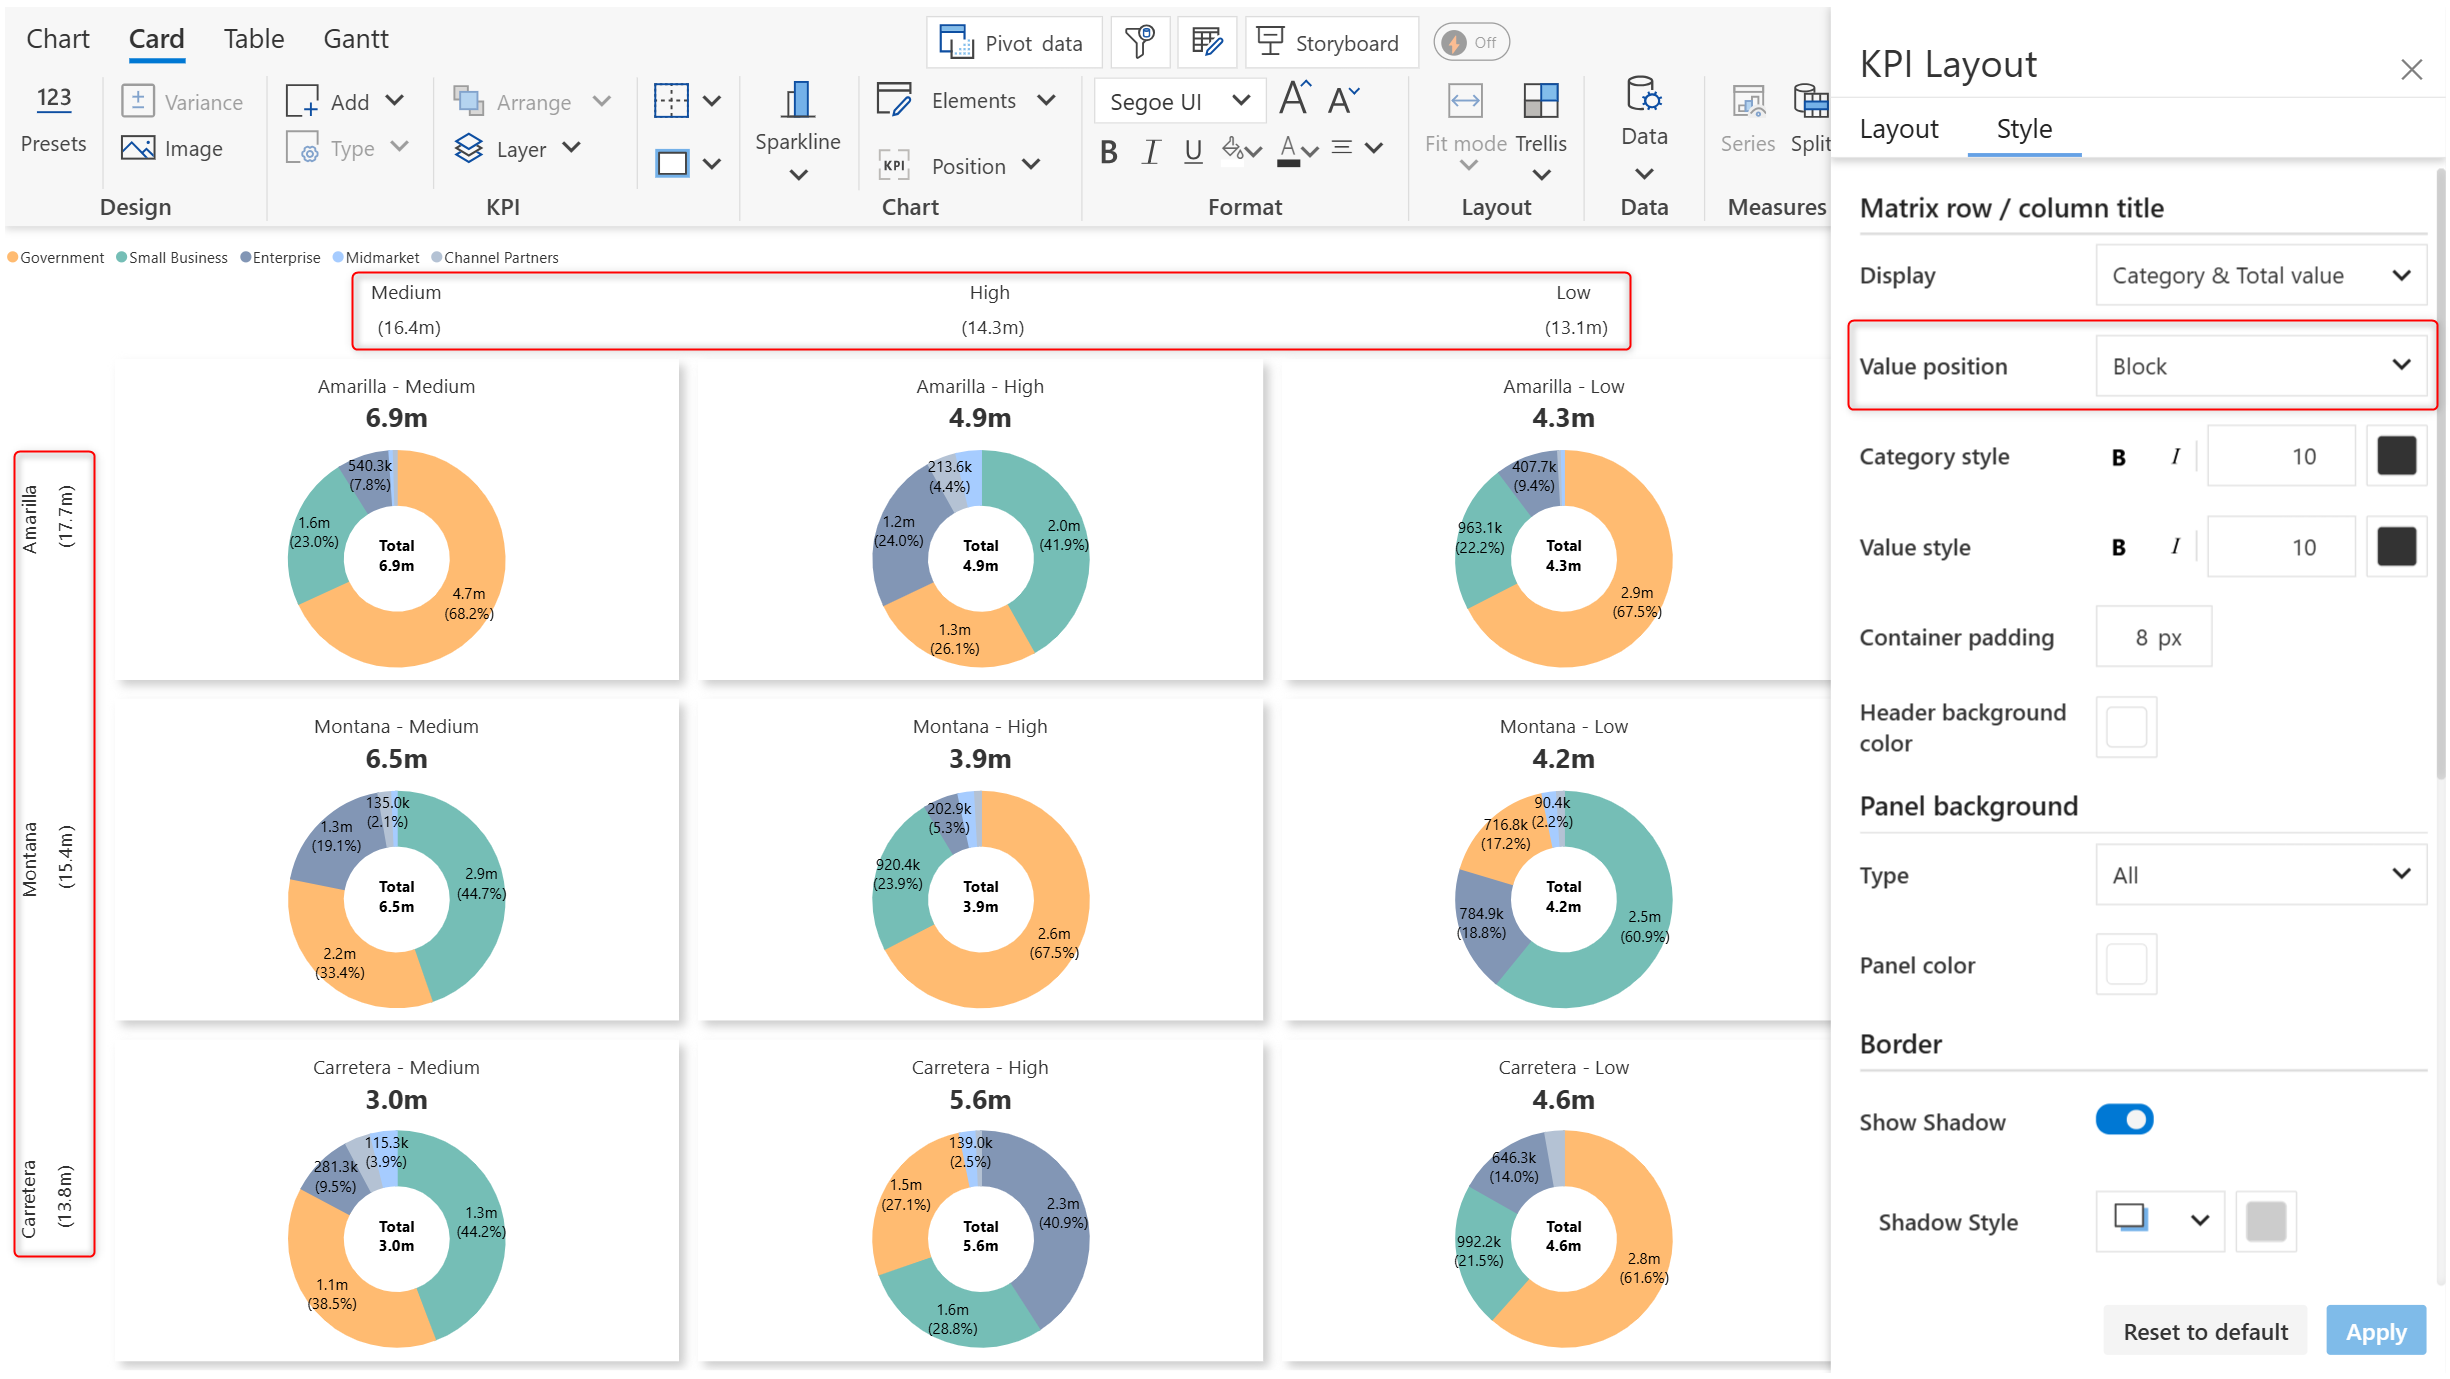 Chart Card Table Gantt
Pivot data Storyboard Off
123 Presets
Variance
Image
Design
Add
Type
Arrange
Layer
KPI
Sparkline
Elements
KPI Position
Chart
Segoe UI A A
B I U A
Format
Fit mode Trellis
Layout
Data
Data
Series Split
Measures
Government Small Business Enterprise Midmarket Channel Partners
Medium High Low
(16.4m) (14.3m) (13.1m)
Amarilla
(17.7m)
Amarilla - Medium
6.9m
540.3k
(7.8%)
1.6m
(23.0%)
Total
6.9m
4.7m
(68.2%)
Amarilla - High
4.9m
213.6k
(4.4%)
1.2m
(24.0%)
2.0m
(41.9%)
Total
4.9m
1.3m
(26.1%)
Amarilla - Low
4.3m
407.7k
(9.4%)
963.1k
(22.2%)
Total
4.3m
2.9m
(67.5%)
Montana
(15.4m)
Montana - Medium
6.5m
135.0k
(2.1%)
1.3m
(19.1%)
2.9m
(44.7%)
Total
6.5m
2.2m
(33.4%)
Montana - High
3.9m
202.9k
(5.3%)
920.4k
(23.9%)
Total
3.9m
2.6m
(67.5%)
Montana - Low
4.2m
90.4k
(2.2%)
716.8k
(17.2%)
Total
4.2m
784.9k
(18.8%)
2.5m
(60.9%)
Carretera
(13.8m)
Carretera - Medium
3.0m
115.3k
(3.9%)
281.3k
(9.5%)
1.3m
(44.2%)
Total
3.0m
1.1m
(38.5%)
Carretera - High
5.6m
139.0k
(2.5%)
1.5m
(27.1%)
2.3m
(40.9%)
Total
5.6m
1.6m
(28.8%)
Carretera - Low
4.6m
646.3k
(14.0%)
992.2k
(21.5%)
Total
4.6m
2.8m
(61.6%)
KPI Layout
Layout Style
Matrix row / column title
Display Category & Total value
Value position Block
Category style B I 10
Value style B I 10
Container padding 8 px
Header background
color
Panel background
Type All
Panel color
Border
Show Shadow
Shadow Style
Reset to default Apply